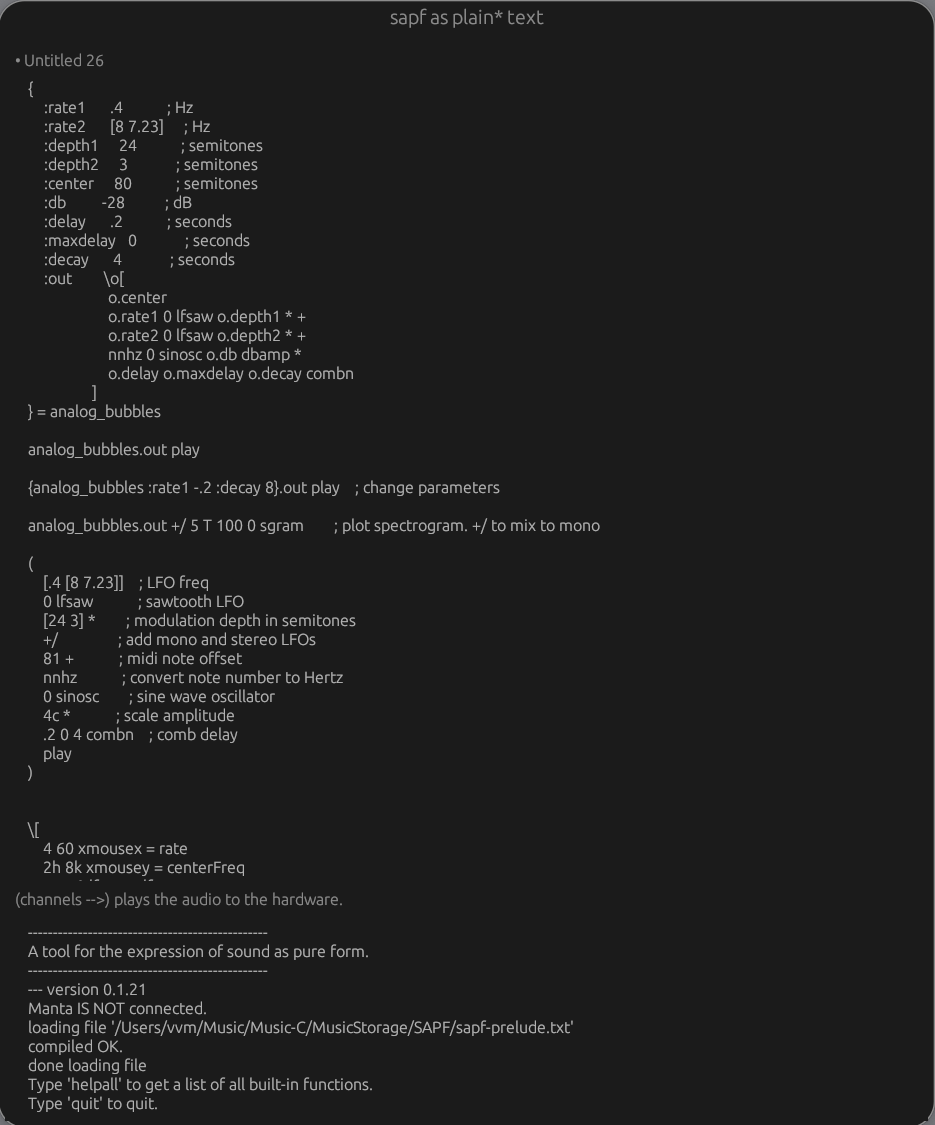 sapf as plain* text
• Untitled 26
{
    :rate1      .4           ; Hz
    :rate2      [8 7.23]     ; Hz
    :depth1     24           ; semitones
    :depth2     3            ; semitones
    :center     80           ; semitones
    :db         -28          ; dB
    :delay      .2           ; seconds
    :maxdelay   0            ; seconds
    :decay      4            ; seconds
    :out        \o[
                    o.center
                    o.rate1 0 lfsaw o.depth1 * +
                    o.rate2 0 lfsaw o.depth2 * +
                    nnhz 0 sinosc o.db dbamp *
                    o.delay o.maxdelay o.decay combn
                ]
} = analog_bubbles

analog_bubbles.out play

{analog_bubbles :rate1 -.2 :decay 8}.out play    ; change parameters

analog_bubbles.out +/ 5 T 100 0 sgram        ; plot spectrogram. +/ to mix to mono

(
    [.4 [8 7.23]]    ; LFO freq
    0 lfsaw            ; sawtooth LFO
    [24 3] *        ; modulation depth in semitones
    +/                ; add mono and stereo LFOs
    81 +            ; midi note offset
    nnhz            ; convert note number to Hertz
    0 sinosc        ; sine wave oscillator
    4c *            ; scale amplitude
    .2 0 4 combn    ; comb delay
    play
)

\[
    4 60 xmousex = rate
    2h 8k xmousey = centerFreq
(channels -->) plays the audio to the hardware.
------------------------------------------------
A tool for the expression of sound as pure form.
------------------------------------------------
--- version 0.1.21
Manta IS NOT connected.
loading file '/Users/vvm/Music/Music-C/MusicStorage/SAPF/sapf-prelude.txt'
compiled OK.
done loading file
Type 'helpall' to get a list of all built-in functions.
Type 'quit' to quit.